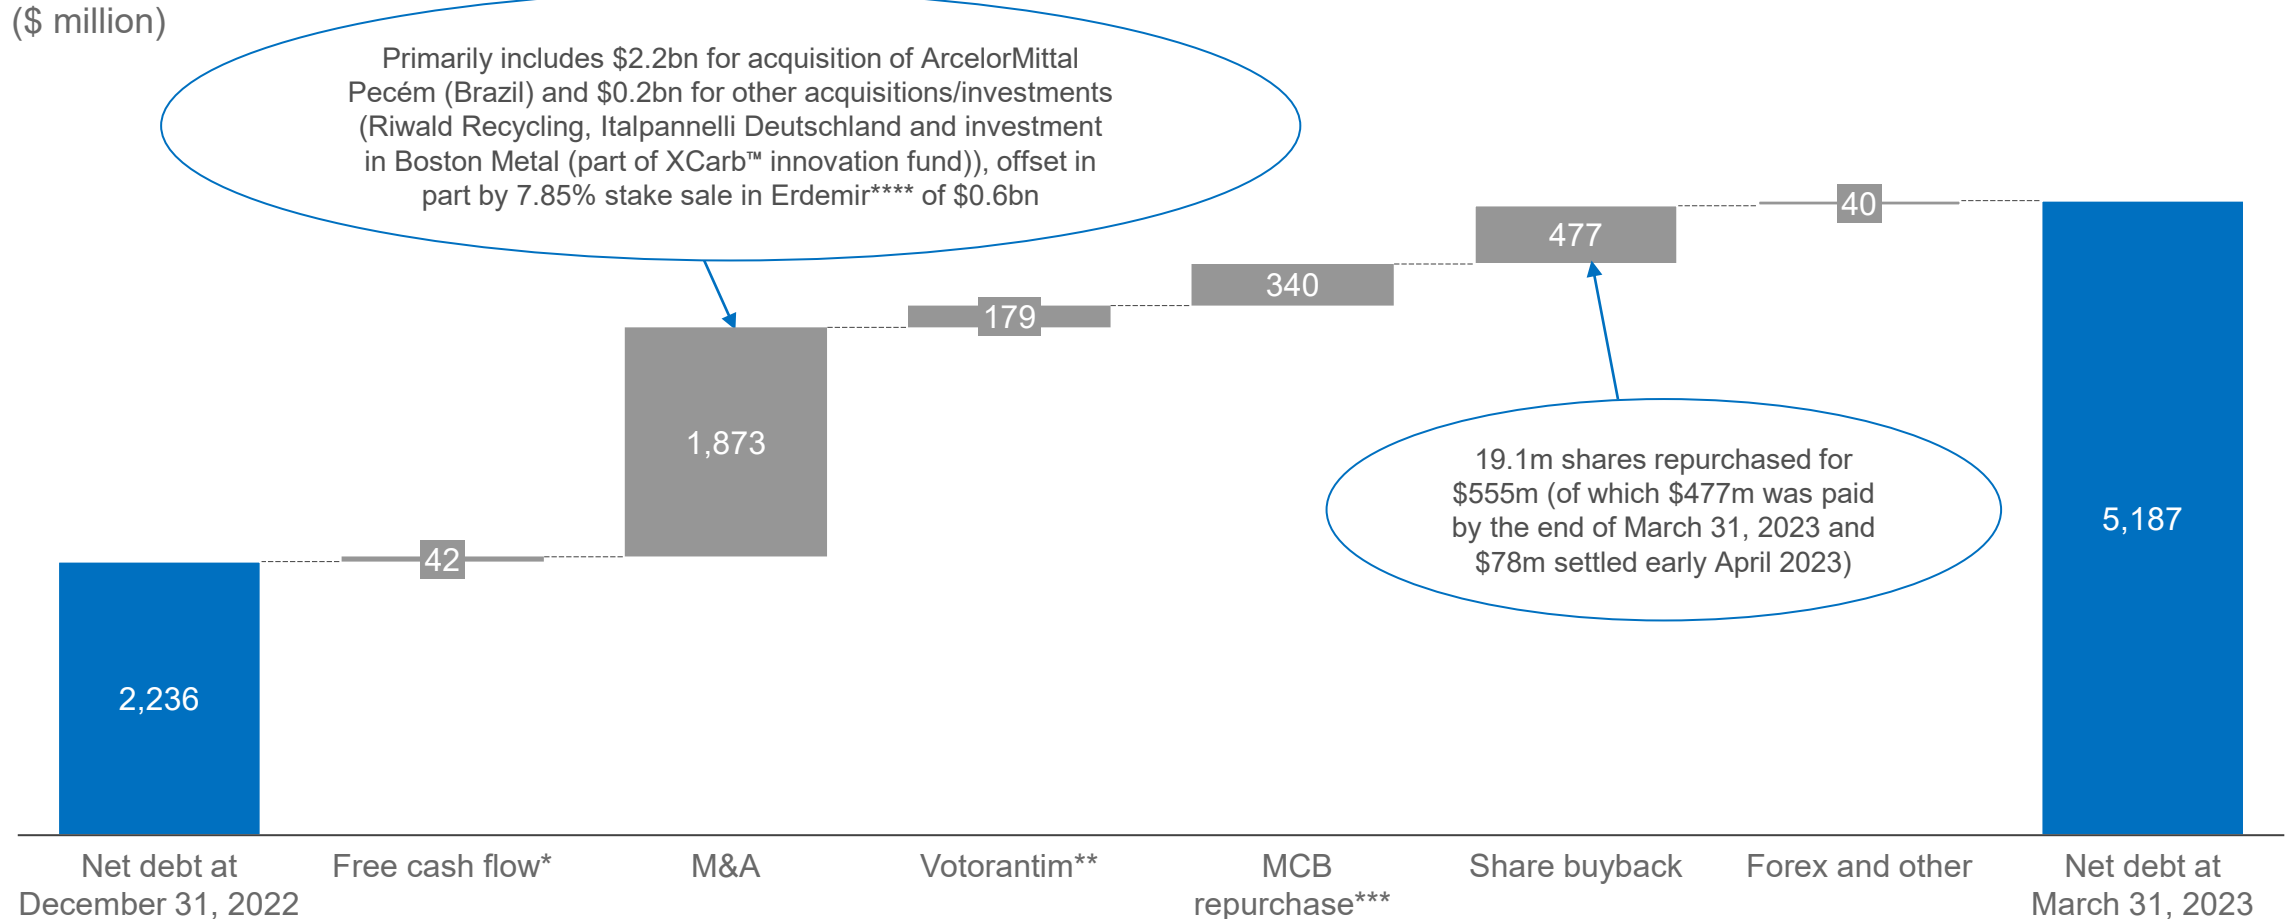 ($ million)
Primarily includes $2.2bn for acquisition of ArcelorMittal
Pecém (Brazil) and $0.2bn for other acquisitions/investments
(Riwald Recycling, Italpannelli Deutschland and investment
in Boston Metal (part of XCarb™ innovation fund)), offset in
part by 7.85% stake sale in Erdemir**** of $0.6bn
40
477
340
179
1,873
19.1m shares repurchased for
$555m (of which $477m was paid
by the end of March 31, 2023 and
$78m settled early April 2023)
5,187
42
2,236
Net debt at
December 31, 2022
Free cash flow*
M&A
Votorantim**
MCB
repurchase***
Share buyback
Forex and other
Net debt at
March 31, 2023